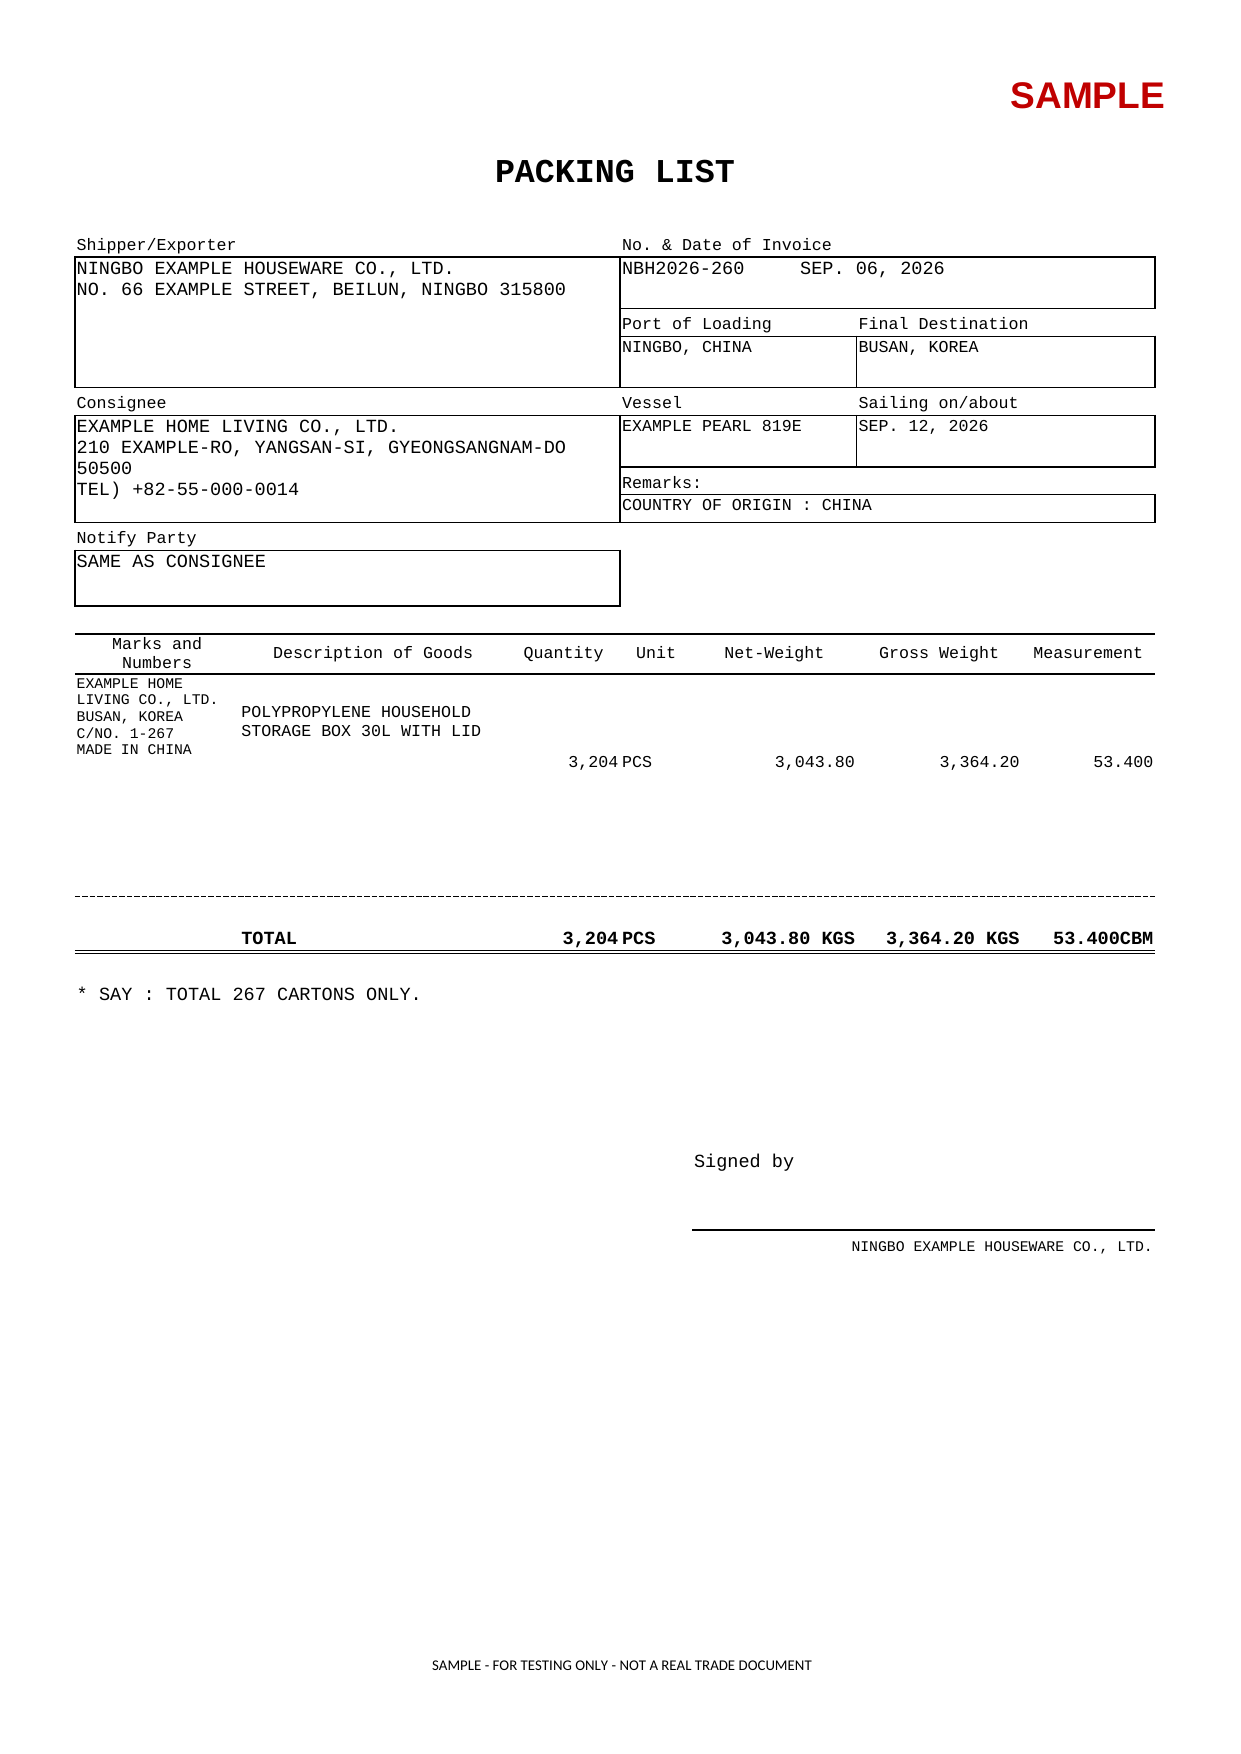 SAMPLE
PACKING LIST
Shipper/Exporter
NINGBO EXAMPLE HOUSEWARE CO., LTD.
NO. 66 EXAMPLE STREET, BEILUN, NINGBO 315800
No. & Date of Invoice
NBH2026-260 SEP. 06, 2026
Port of Loading Final Destination
NINGBO, CHINA BUSAN, KOREA
Consignee
EXAMPLE HOME LIVING CO., LTD.
210 EXAMPLE-RO, YANGSAN-SI, GYEONGSANGNAM-DO
50500
TEL) +82-55-000-0014
Vessel Sailing on/about
EXAMPLE PEARL 819E SEP. 12, 2026
Remarks:
COUNTRY OF ORIGIN : CHINA
Notify Party
SAME AS CONSIGNEE
Marks and
Numbers
Description of Goods Quantity Unit Net-Weight Gross Weight Measurement
EXAMPLE HOME
LIVING CO., LTD.
BUSAN, KOREA
C/NO. 1-267
MADE IN CHINA
POLYPROPYLENE HOUSEHOLD
STORAGE BOX 30L WITH LID
3,204 PCS 3,043.80 3,364.20 53.400
TOTAL 3,204 PCS 3,043.80 KGS 3,364.20 KGS 53.400CBM
* SAY : TOTAL 267 CARTONS ONLY.
Signed by
NINGBO EXAMPLE HOUSEWARE CO., LTD.
SAMPLE - FOR TESTING ONLY - NOT A REAL TRADE DOCUMENT